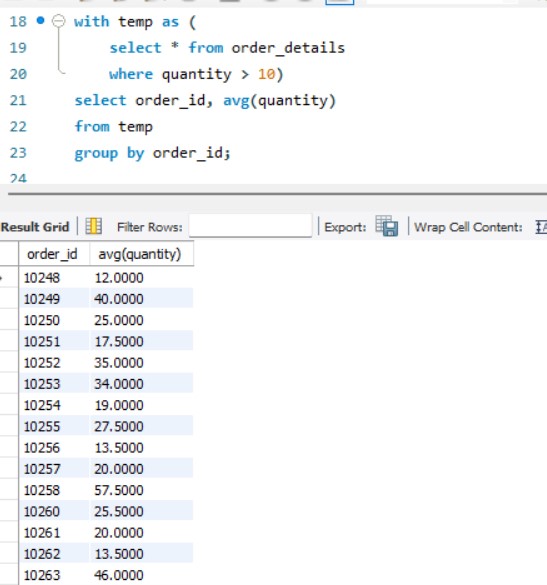 18 with temp as (
19 select * from order_details
20 where quantity > 10)
21 select order_id, avg(quantity)
22 from temp
23 group by order_id;
24
Result Grid Filter Rows: Export: Wrap Cell Content:
order_id avg(quantity)
10248 12.0000
10249 40.0000
10250 25.0000
10251 17.5000
10252 35.0000
10253 34.0000
10254 19.0000
10255 27.5000
10256 13.5000
10257 20.0000
10258 57.5000
10260 25.5000
10261 20.0000
10262 13.5000
10263 46.0000